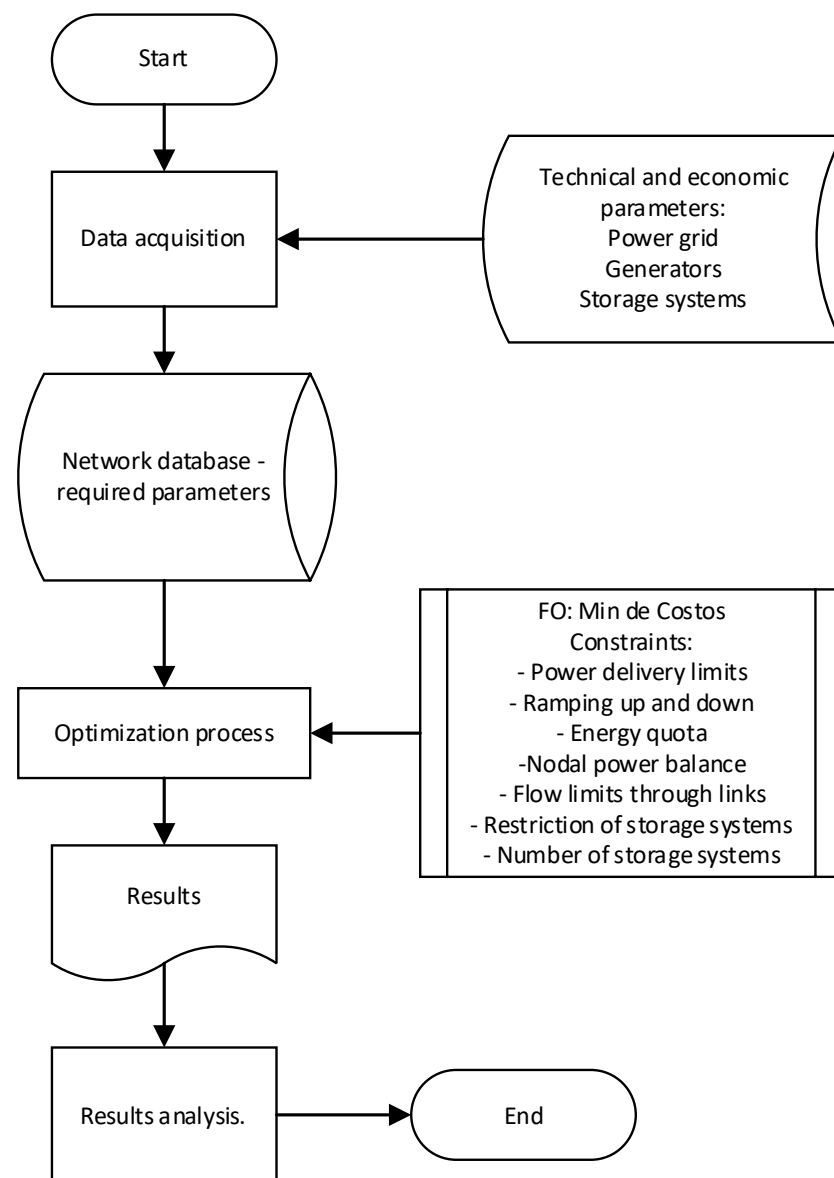 Start
Data acquisition
Technical and economic
parameters:
Power grid
Generators
Storage systems
Network database -
required parameters
Optimization process
FO: Min de Costos
Constraints:
- Power delivery limits
- Ramping up and down
- Energy quota
-Nodal power balance
- Flow limits through links
- Restriction of storage systems
- Number of storage systems
Results
Results analysis.
End